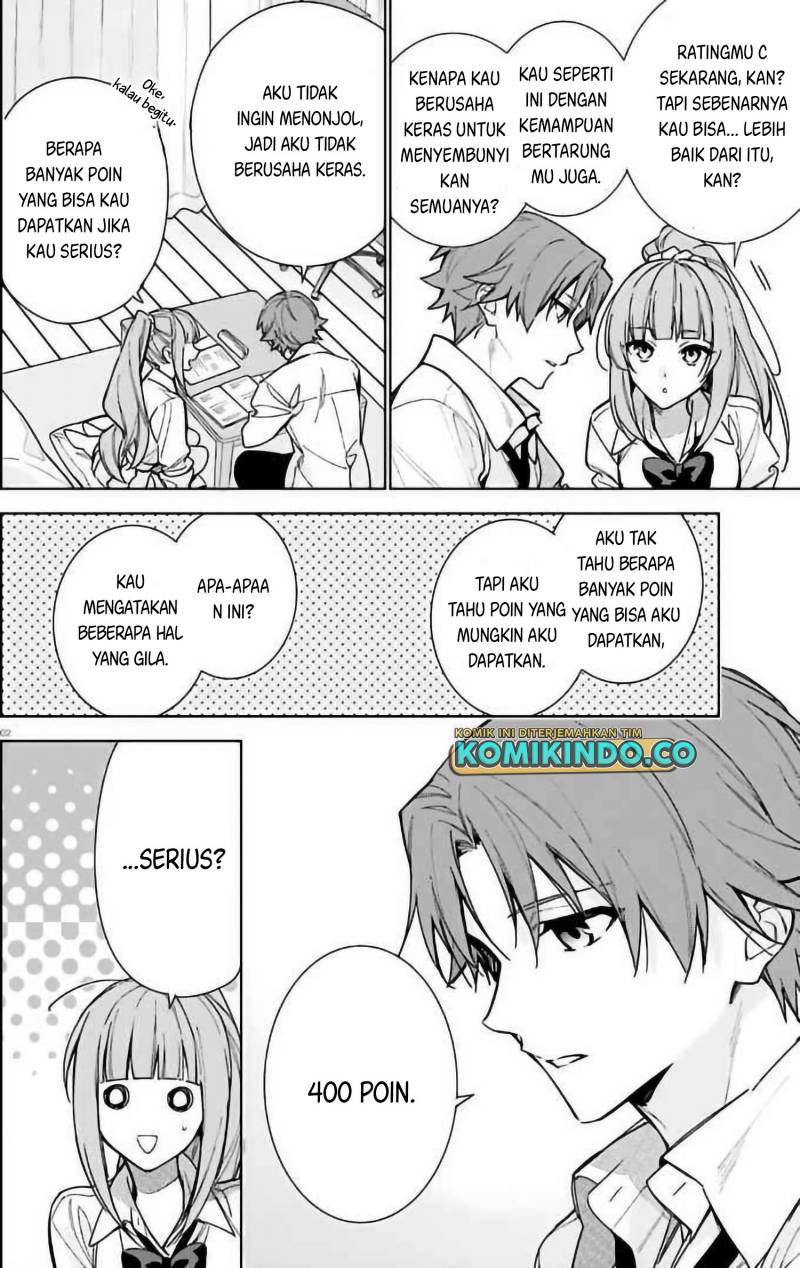 RATINGMU C
SEKARANG, KAN?
TAPI SEBENARNYA
KAU BISA... LEBIH
BAIK DARI ITU,
KAN?
KAU SEPERTI
INI DENGAN
KEMAMPUAN
BERTARUNG
MU JUGA.
KENAPA KAU
BERUSAHA
KERAS UNTUK
MENYEMBUNYI
KAN
SEMUANYA?
AKU TIDAK
INGIN MENONJOL,
JADI AKU TIDAK
BERUSAHA KERAS.
Oke,
kalau begitu.
BERAPA
BANYAK POIN
YANG BISA KAU
DAPATKAN JIKA
KAU SERIUS?
AKU TAK
TAHU BERAPA
BANYAK POIN
YANG BISA AKU
DAPATKAN,
TAPI AKU
TAHU POIN YANG
MUNGKIN AKU
DAPATKAN.
APA-APAA
N INI?
KAU
MENGATAKAN
BEBERAPA HAL
YANG GILA.
02
KOMIK INI DITERJEMAHKAN TIM
KOMIKINDO.CO
400 POIN.
...SERIUS?